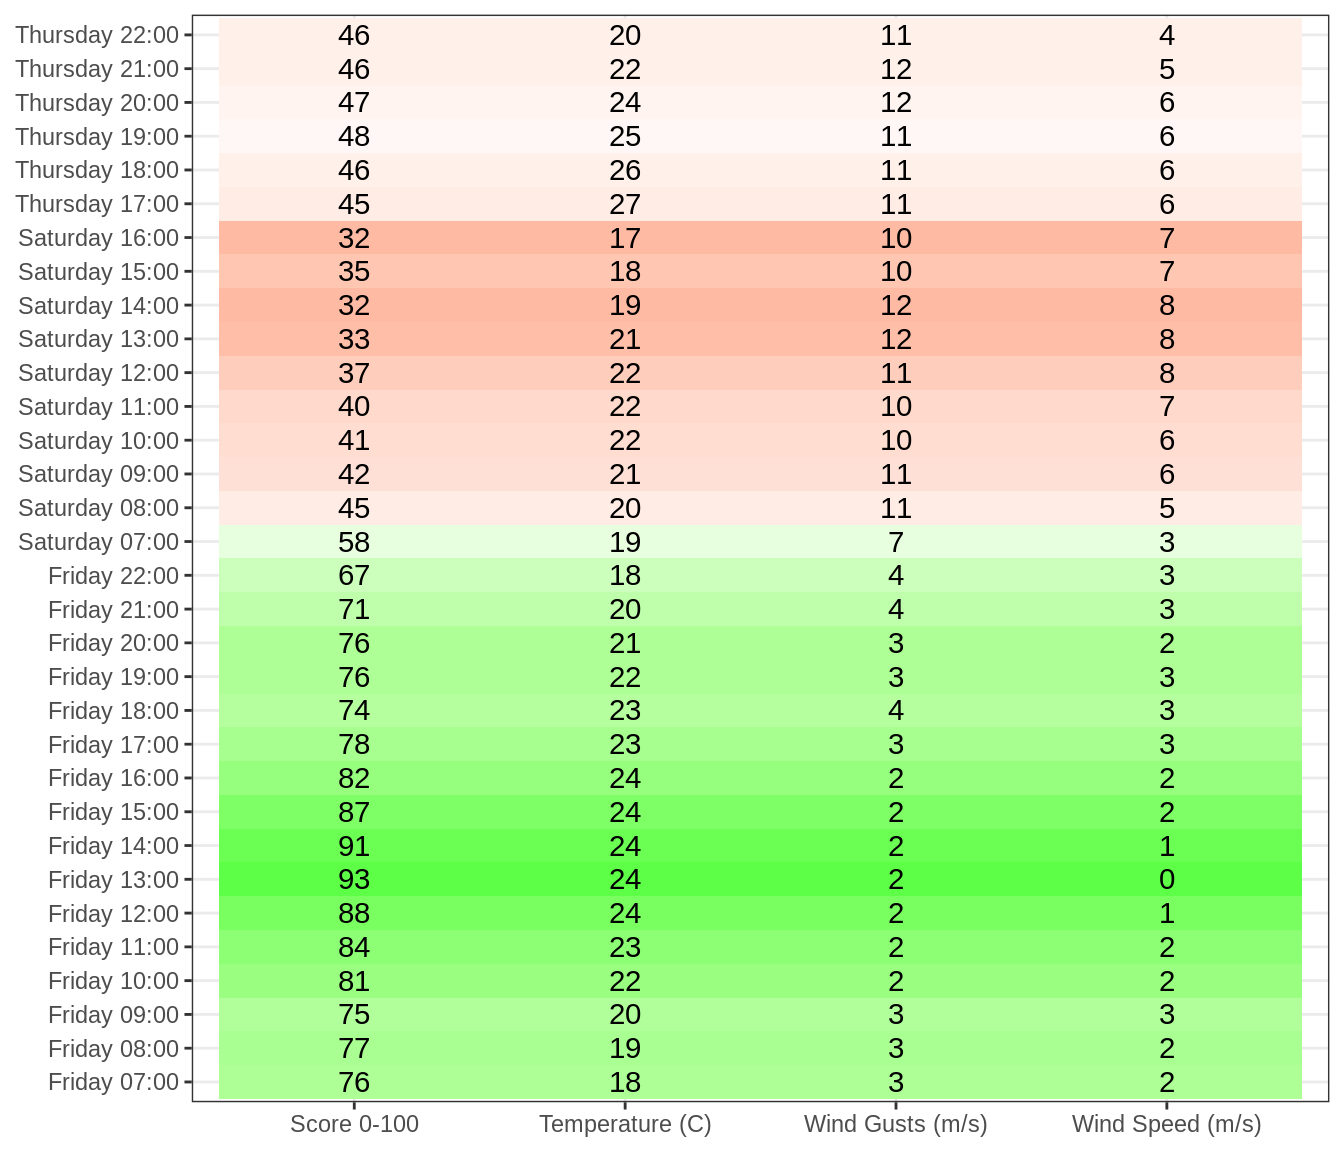 Thursday 22:00 46 20 11 4
Thursday 21:00 46 22 12 5
Thursday 20:00 47 24 12 6
Thursday 19:00 48 25 11 6
Thursday 18:00 46 26 11 6
Thursday 17:00 45 27 11 6
Saturday 16:00 32 17 10 7
Saturday 15:00 35 18 10 7
Saturday 14:00 32 19 12 8
Saturday 13:00 33 21 12 8
Saturday 12:00 37 22 11 8
Saturday 11:00 40 22 10 7
Saturday 10:00 41 22 10 6
Saturday 09:00 42 21 11 6
Saturday 08:00 45 20 11 5
Saturday 07:00 58 19 7 3
Friday 22:00 67 18 4 3
Friday 21:00 71 20 4 3
Friday 20:00 76 21 3 2
Friday 19:00 76 22 3 3
Friday 18:00 74 23 4 3
Friday 17:00 78 23 3 3
Friday 16:00 82 24 2 2
Friday 15:00 87 24 2 2
Friday 14:00 91 24 2 1
Friday 13:00 93 24 2 0
Friday 12:00 88 24 2 1
Friday 11:00 84 23 2 2
Friday 10:00 81 22 2 2
Friday 09:00 75 20 3 3
Friday 08:00 77 19 3 2
Friday 07:00 76 18 3 2
Score 0-100 Temperature (C) Wind Gusts (m/s) Wind Speed (m/s)